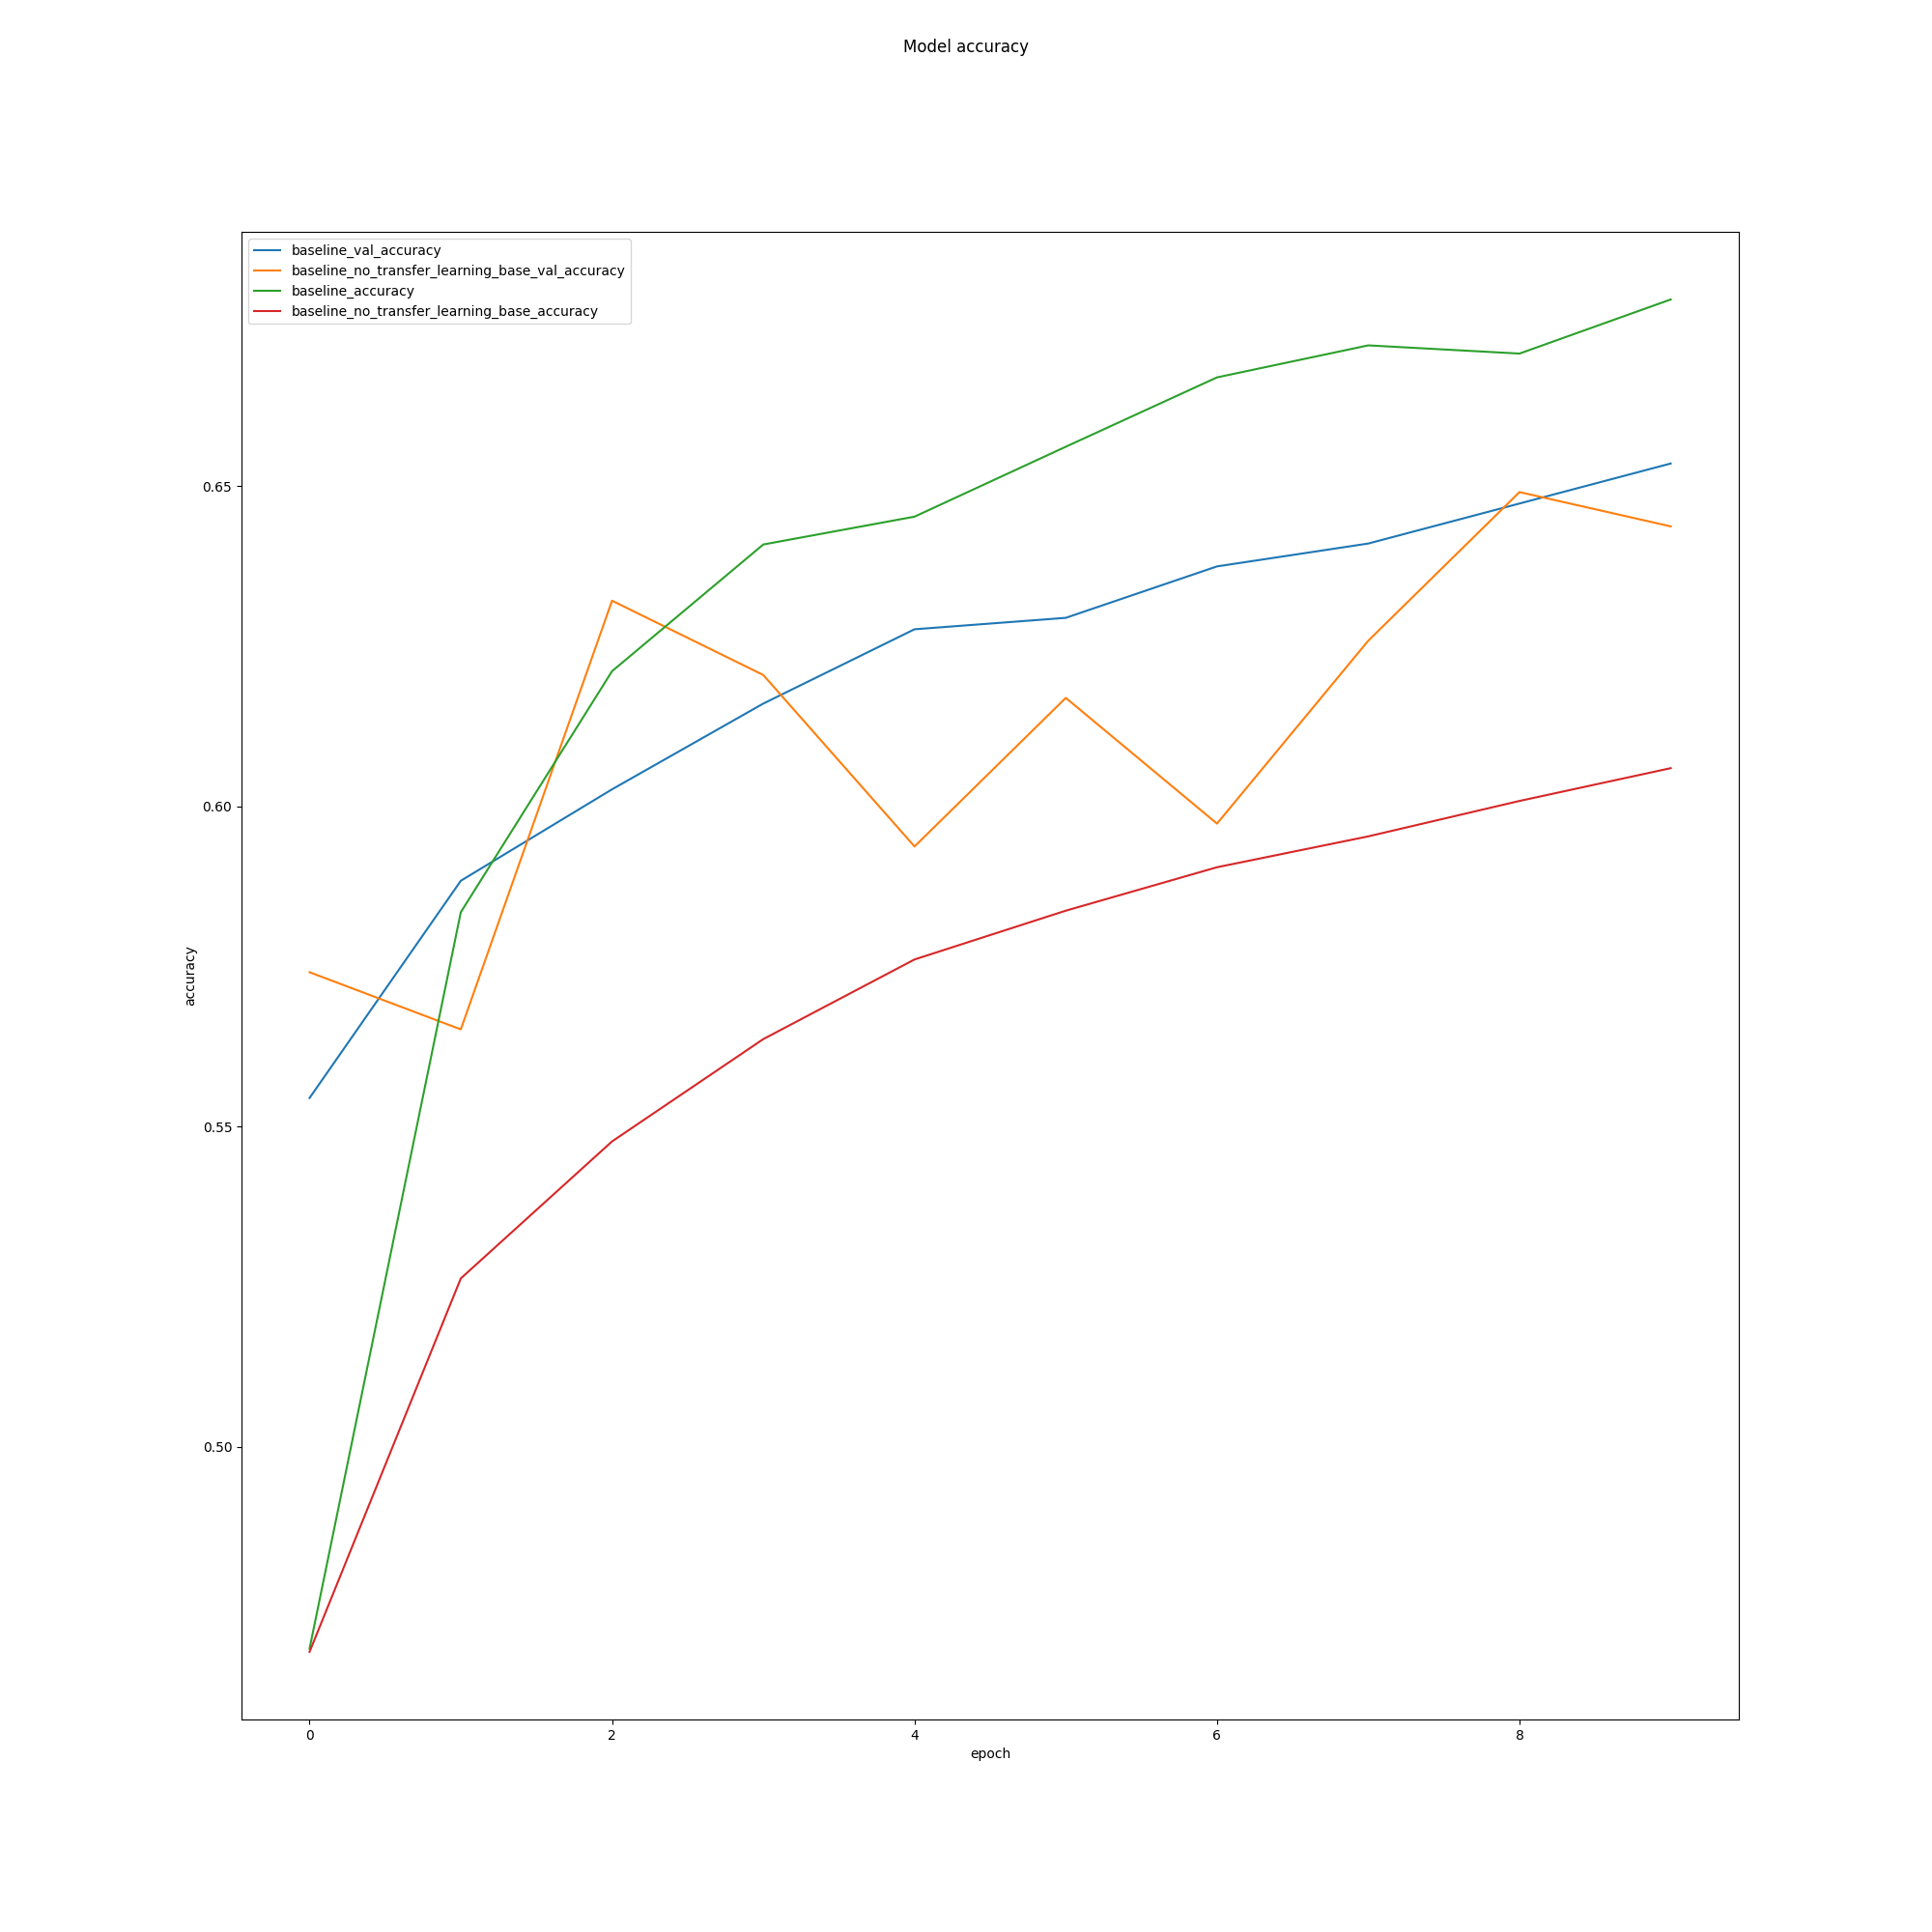 Model accuracy
baseline_val_accuracy
baseline_no_transfer_learning_base_val_accuracy
baseline_accuracy
baseline_no_transfer_learning_base_accuracy
0.65
0.60
0.55
0.50
accuracy
0 2 4 6 8
epoch